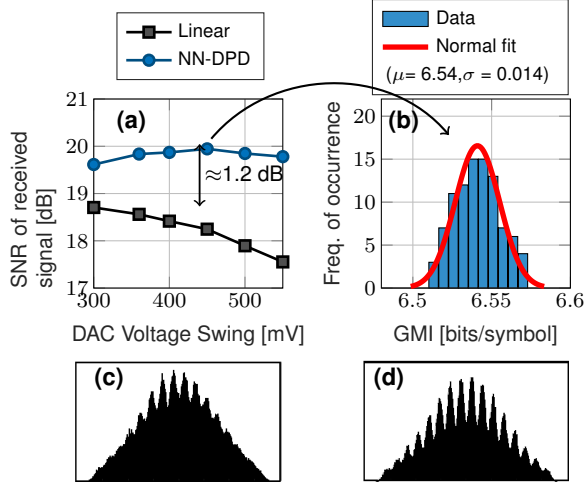 Linear
NN-DPD
Data
Normal fit
(μ= 6.54,σ = 0.014)
(a)
≈1.2 dB
21
20
19
18
17
300
400
500
SNR of received
signal [dB]
DAC Voltage Swing [mV]
(b)
20
15
10
5
0
6.5
6.55
6.6
Freq. of occurrence
GMI [bits/symbol]
(c)
(d)